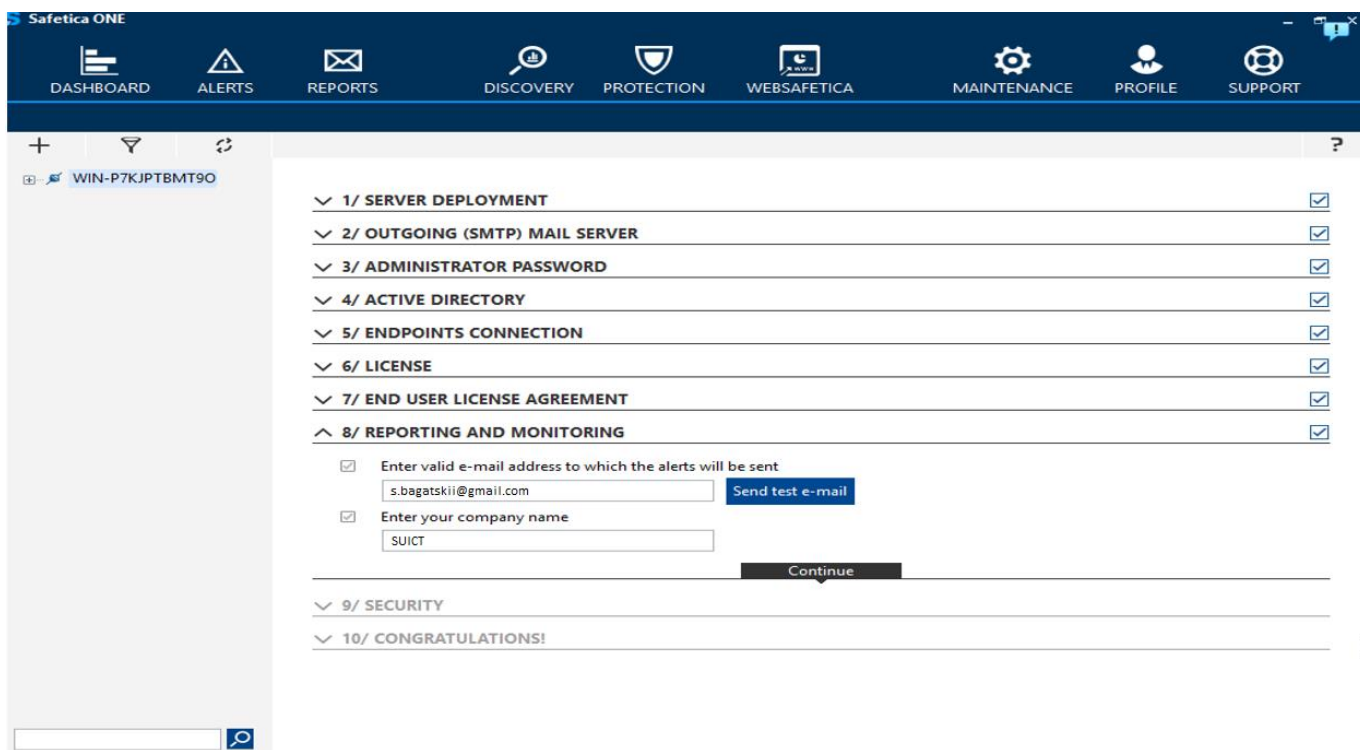 Safetica ONE
DASHBOARD ALERTS REPORTS DISCOVERY PROTECTION WEBSAFETICA MAINTENANCE PROFILE SUPPORT
?
WIN-P7KJPTBMT9O
1/ SERVER DEPLOYMENT
2/ OUTGOING (SMTP) MAIL SERVER
3/ ADMINISTRATOR PASSWORD
4/ ACTIVE DIRECTORY
5/ ENDPOINTS CONNECTION
6/ LICENSE
7/ END USER LICENSE AGREEMENT
8/ REPORTING AND MONITORING
Enter valid e-mail address to which the alerts will be sent
s.bagatskii@gmail.com Send test e-mail
Enter your company name
SUICT
Continue
9/ SECURITY
10/ CONGRATULATIONS!